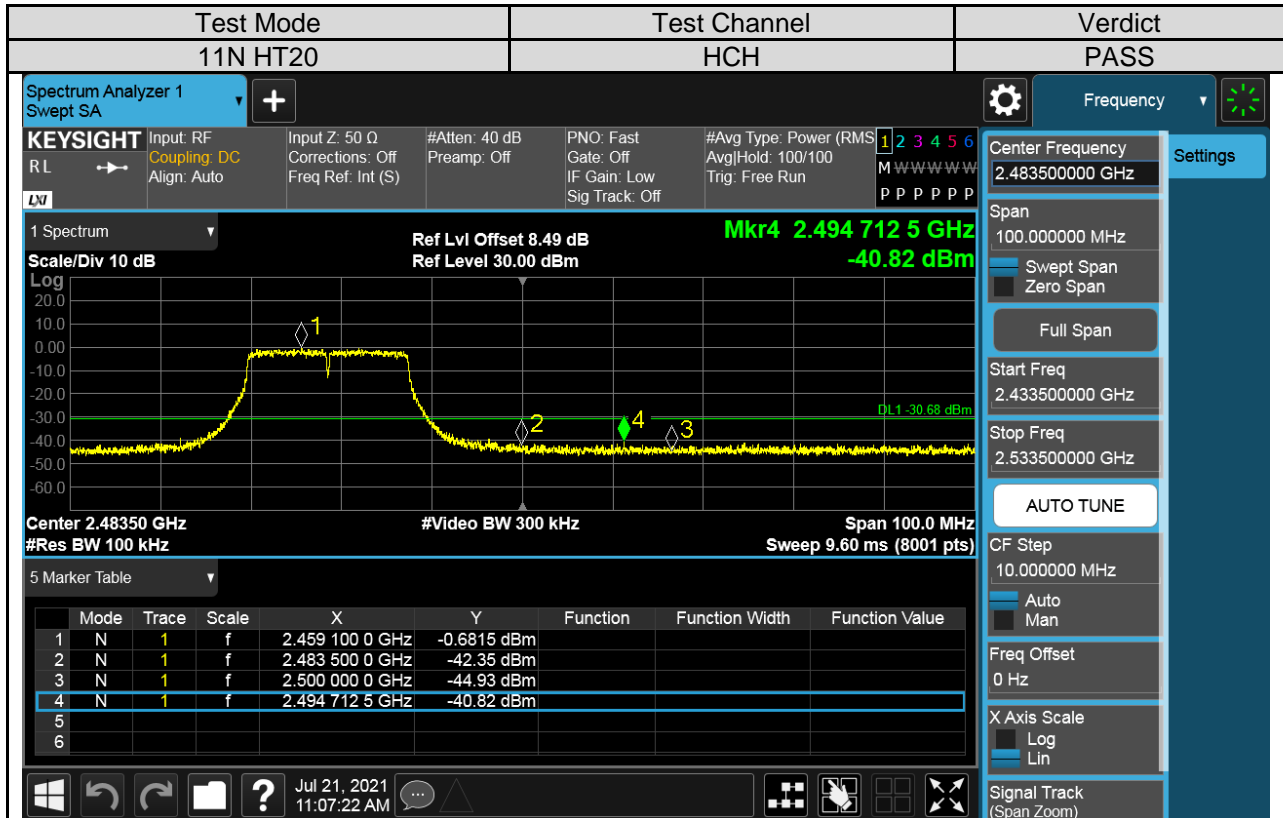 Test Mode Test Channel Verdict
11N HT20 HCH PASS
Spectrum Analyzer 1
Swept SA
+
Frequency
KEYSIGHT
RL
LXI
Input: RF
Coupling: DC
Align: Auto
Input Z: 50 Ω
Corrections: Off
Freq Ref: Int (S)
#Atten: 40 dB
Preamp: Off
PNO: Fast
Gate: Off
IF Gain: Low
Sig Track: Off
#Avg Type: Power (RMS
Avg|Hold: 100/100
Trig: Free Run
1 2 3 4 5 6
M W W W W W
P P P P P P
1 Spectrum
Scale/Div 10 dB
Ref Lvl Offset 8.49 dB
Ref Level 30.00 dBm
Mkr4 2.494 712 5 GHz
-40.82 dBm
Log
20.0
10.0
0.00
-10.0
-20.0
-30.0
-40.0
-50.0
-60.0
1
2
4
3
DL1 -30.68 dBm
Center 2.48350 GHz
#Res BW 100 kHz
#Video BW 300 kHz
Span 100.0 MHz
Sweep 9.60 ms (8001 pts)
5 Marker Table
Mode Trace Scale X Y Function Function Width Function Value
1 N 1 f 2.459 100 0 GHz -0.6815 dBm
2 N 1 f 2.483 500 0 GHz -42.35 dBm
3 N 1 f 2.500 000 0 GHz -44.93 dBm
4 N 1 f 2.494 712 5 GHz -40.82 dBm
5
6
?
Jul 21, 2021
11:07:22 AM
Center Frequency
2.483500000 GHz
Settings
Span
100.000000 MHz
Swept Span
Zero Span
Full Span
Start Freq
2.433500000 GHz
Stop Freq
2.533500000 GHz
AUTO TUNE
CF Step
10.000000 MHz
Auto
Man
Freq Offset
0 Hz
X Axis Scale
Log
Lin
Signal Track
(Span Zoom)